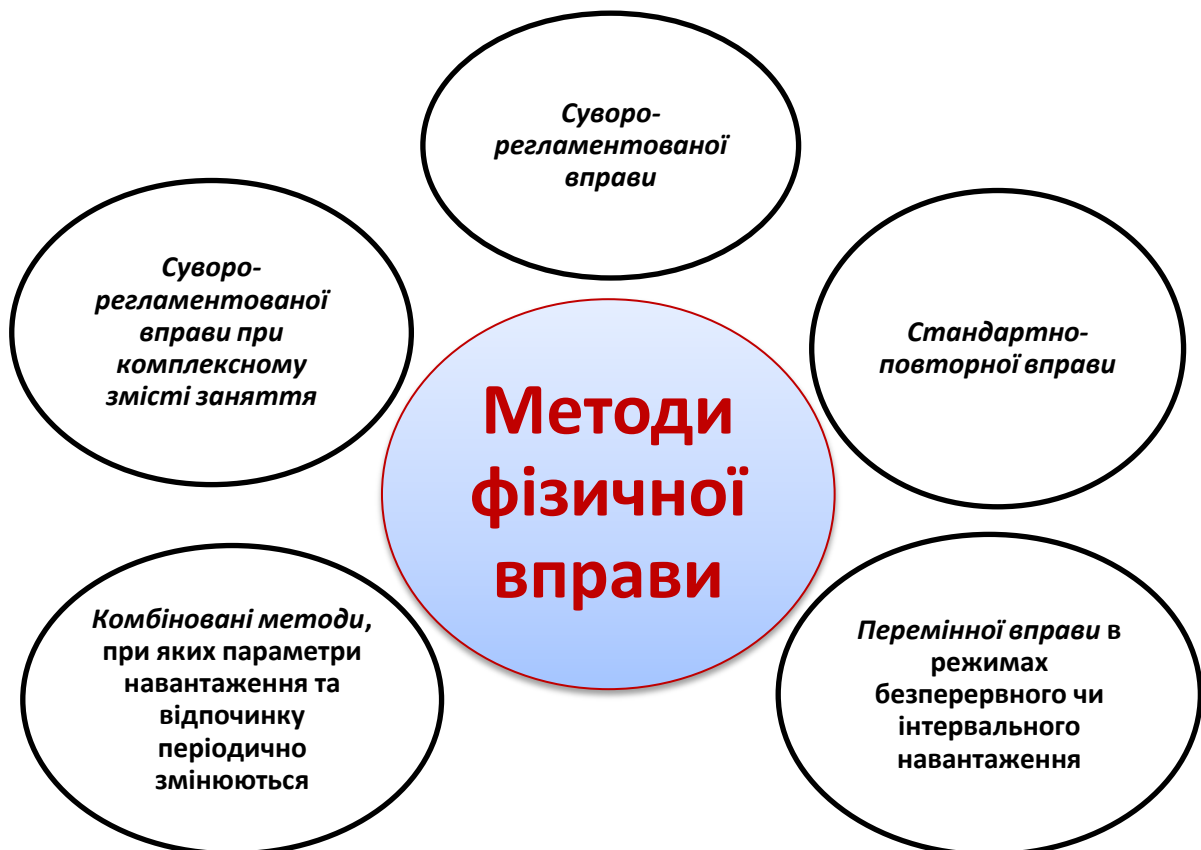 Суворо-
регламентованої
вправи
Суворо-
регламентованої
вправи при
комплексному
змісті заняття
Стандартно-
повторної вправи
Методи
фізичної
вправи
Комбіновані методи,
при яких параметри
навантаження та
відпочинку
періодично
змінюються
Перемінної вправи в
режимах
безперервного чи
інтервального
навантаження